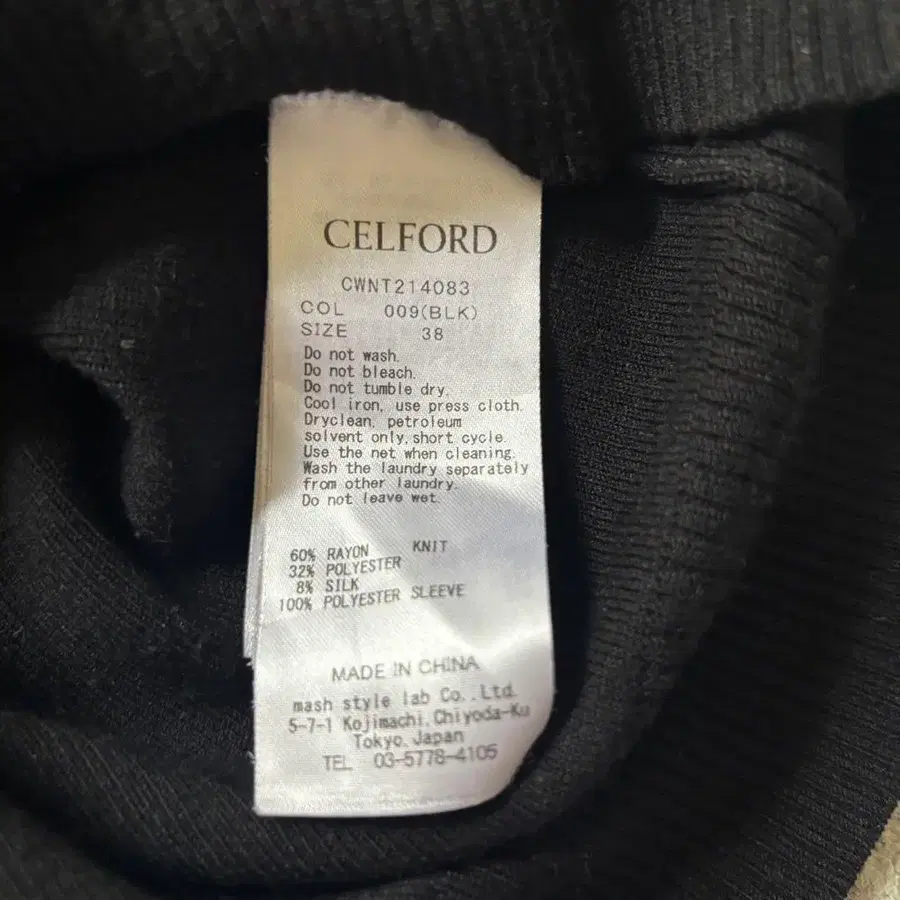 CELFORD
CWNT214083
COL 009(BLK)
SIZE 38
Do not wash.
Do not bleach.
Do not tumble dry.
Cool iron, use press cloth.
Dryclean, petroleum
solvent only,short cycle.
Use the net when cleaning.
Wash the laundry separately
from other laundry.
Do not leave wet.
60% RAYON KNIT
32% POLYESTER
8% SILK
100% POLYESTER SLEEVE
MADE IN CHINA
mash style lab Co.,Ltd.
5-7-1 Kojimachi,Chiyoda-Ku
Tokyo,Japan
TEL 03-5778-4105